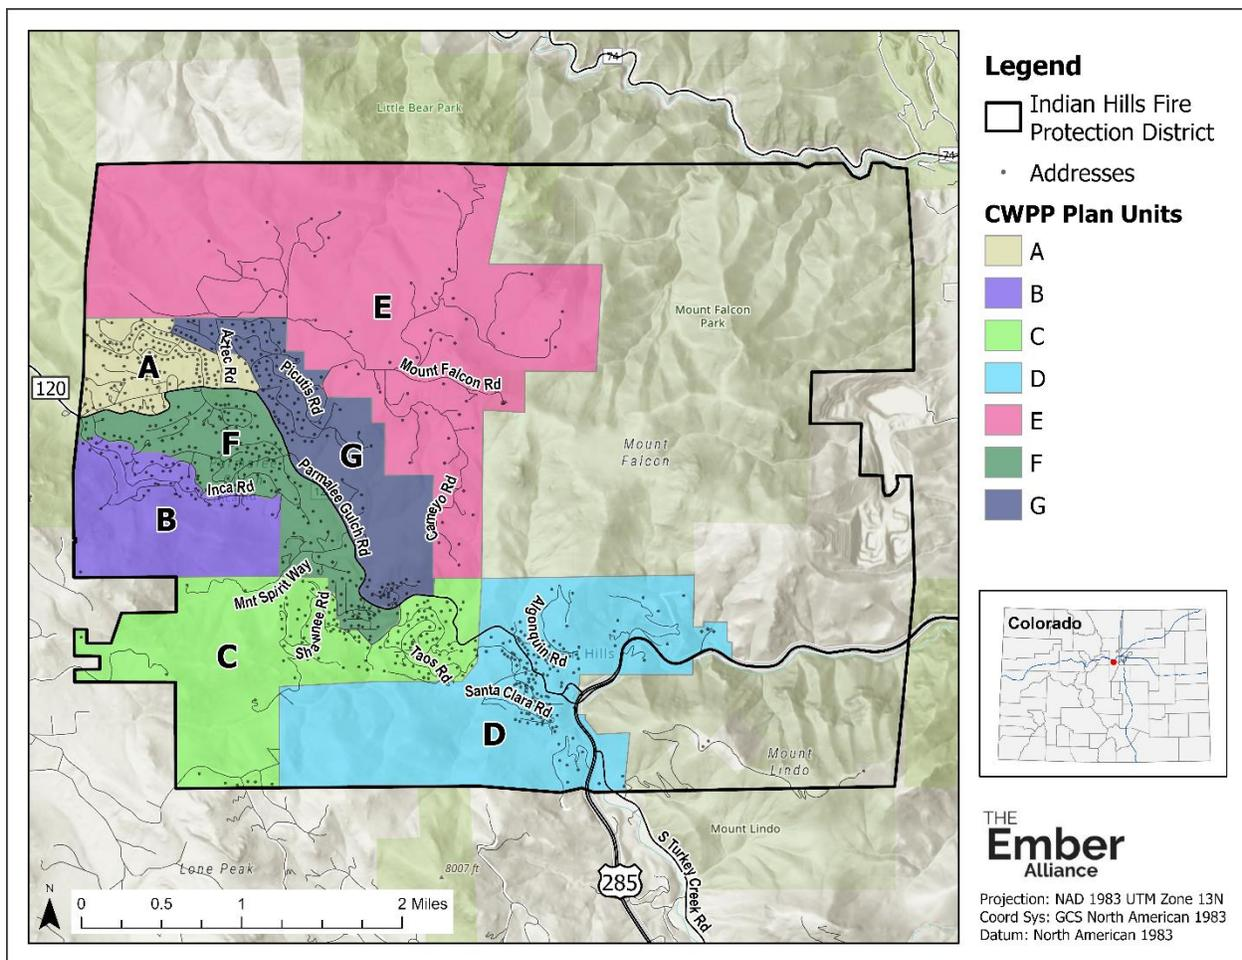 74
Little Bear Park
74
E
Mount Falcon
Park
Aztec Rd
Picutis Rd
A
Mount Falcon Rd
120
F
G
Mount
Falcon
Inca Rd
Parmalee Gulch Rd
Cameyo Rd
B
Mnt Spirit Way
Shawnee Rd
Algonquin Rd
Hills
C
Taos Rd
Santa Clara Rd
D
Mount
Lindo
Mount Lindo
Lone Peak
8007 ft
285
S Turkey Creek Rd
N
0 0.5 1 2 Miles
Legend
Indian Hills Fire
Protection District
Addresses
CWPP Plan Units
A
B
C
D
E
F
G
Colorado
THE
Ember
Alliance
Projection: NAD 1983 UTM Zone 13N
Coord Sys: GCS North American 1983
Datum: North American 1983